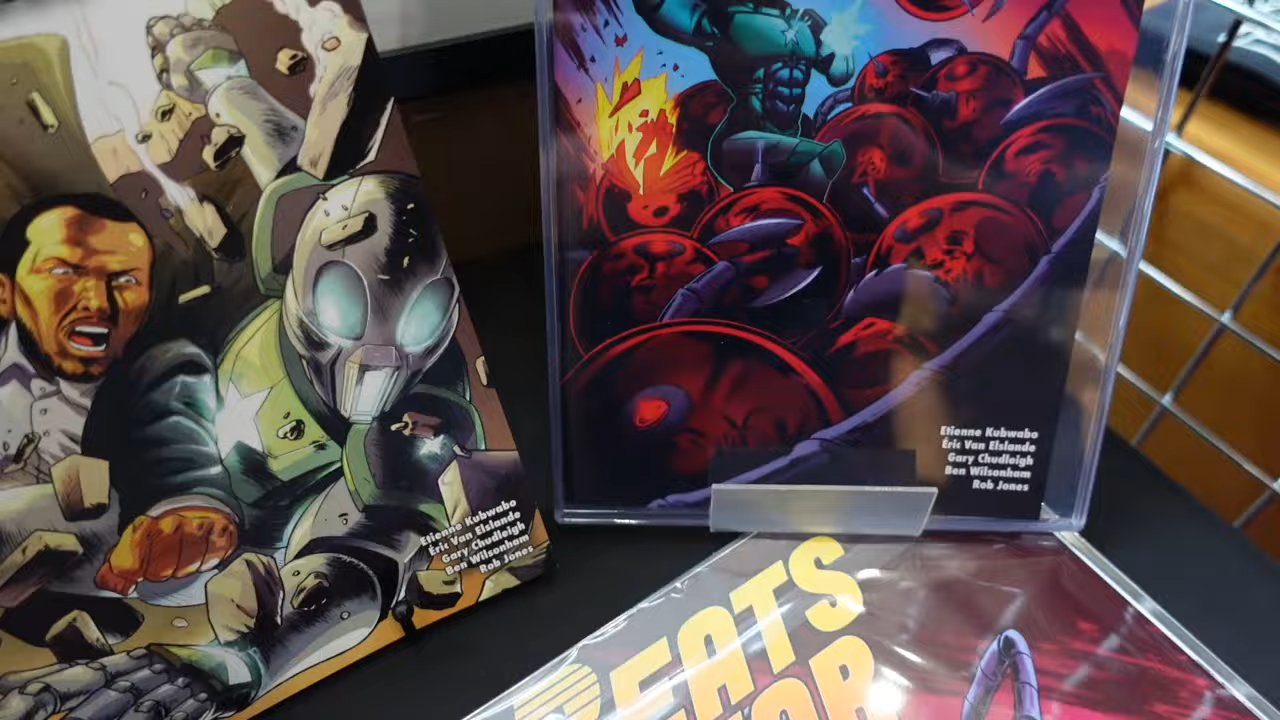 Etienne Kubwabo
Éric Van Elslande
Gary Chudleigh
Ben Wilsonham
Rob Jones
Etienne Kubwabo
Éric Van Elslande
Gary Chudleigh
Ben Wilsonham
Rob Jones
BEATS